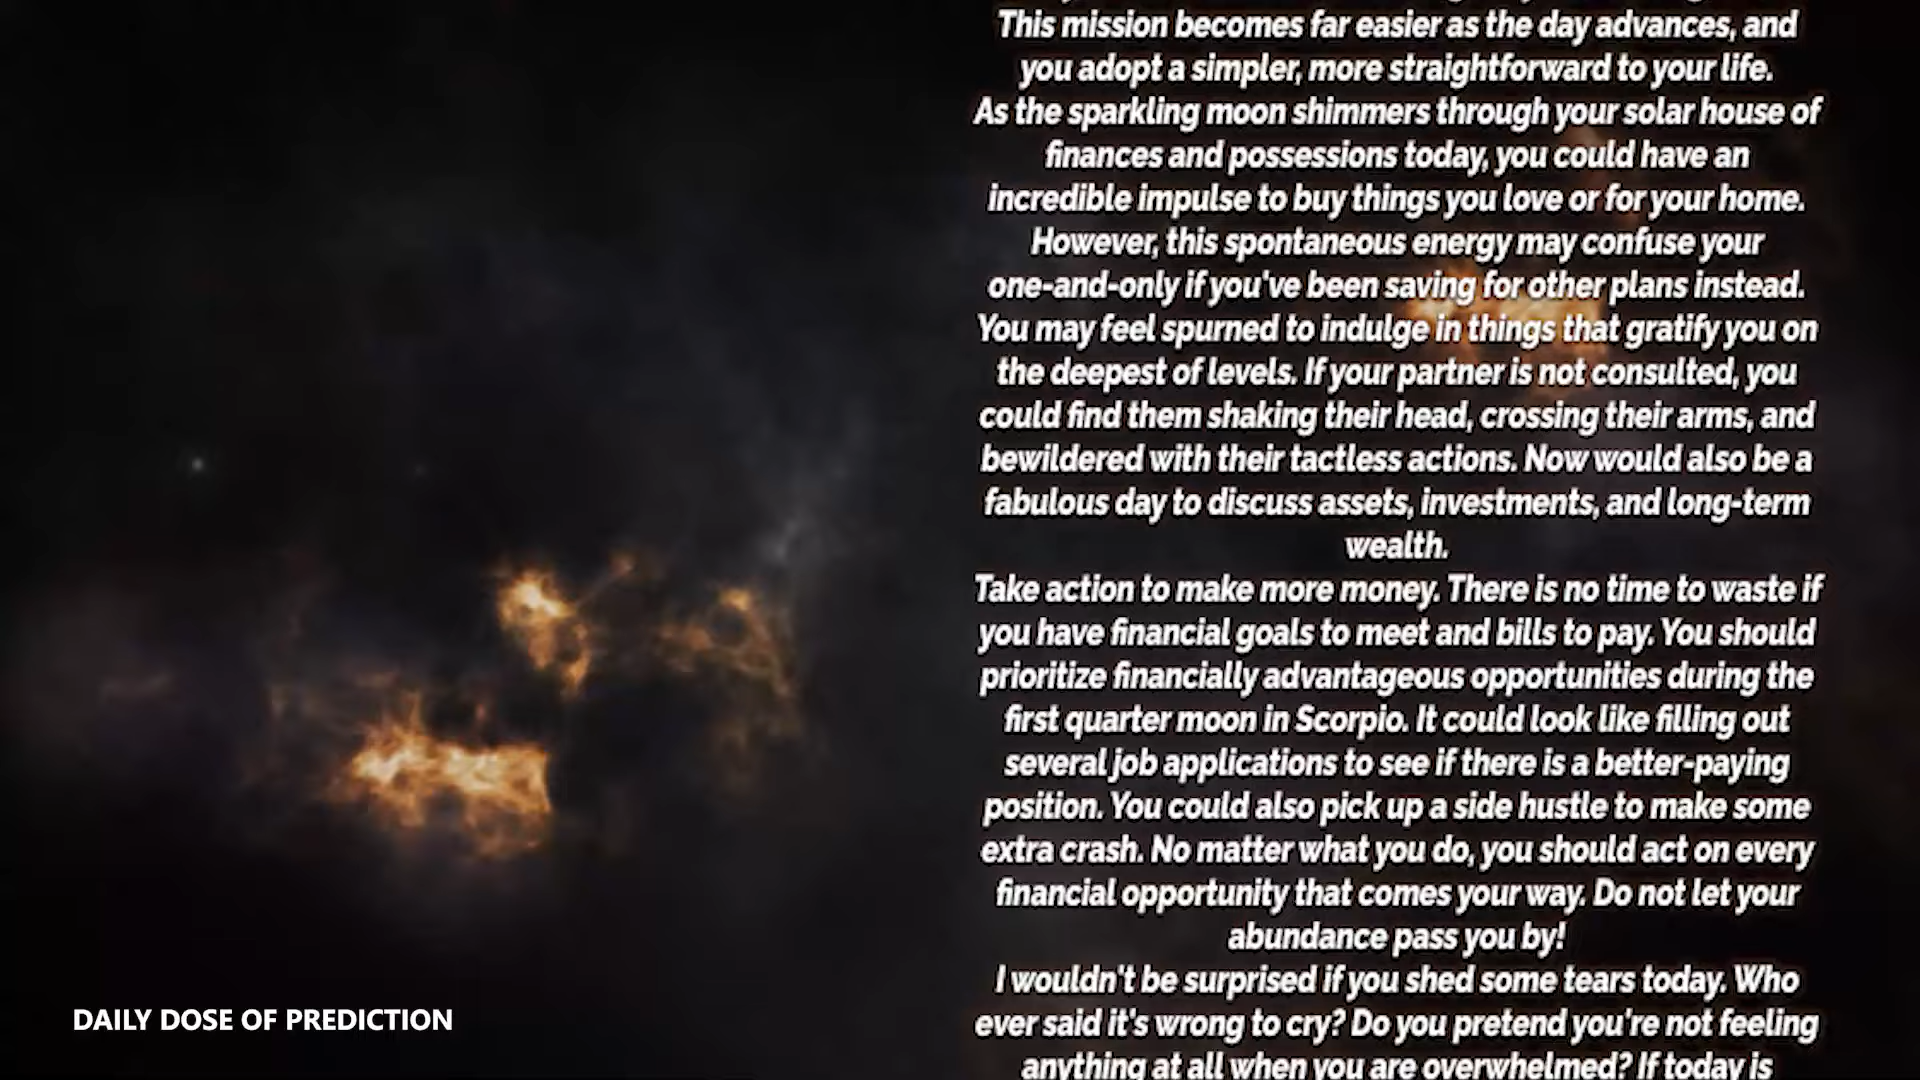 This mission becomes far easier as the day advances, and
you adopt a simpler, more straightforward to your life.
As the sparkling moon shimmers through your solar house of
finances and possessions today, you could have an
incredible impulse to buy things you love or for your home.
However, this spontaneous energy may confuse your
one-and-only if you've been saving for other plans instead.
You may feel spurned to indulge in things that gratify you on
the deepest of levels. If your partner is not consulted, you
could find them shaking their head, crossing their arms, and
bewildered with their tactless actions. Now would also be a
fabulous day to discuss assets, investments, and long-term
wealth.
Take action to make more money. There is no time to waste if
you have financial goals to meet and bills to pay. You should
prioritize financially advantageous opportunities during the
first quarter moon in Scorpio. It could look like filling out
several job applications to see if there is a better-paying
position. You could also pick up a side hustle to make some
extra crash. No matter what you do, you should act on every
financial opportunity that comes your way. Do not let your
abundance pass you by!
I wouldn't be surprised if you shed some tears today. Who
ever said it's wrong to cry? Do you pretend you're not feeling
anything at all when you are overwhelmed? If today is
DAILY DOSE OF PREDICTION